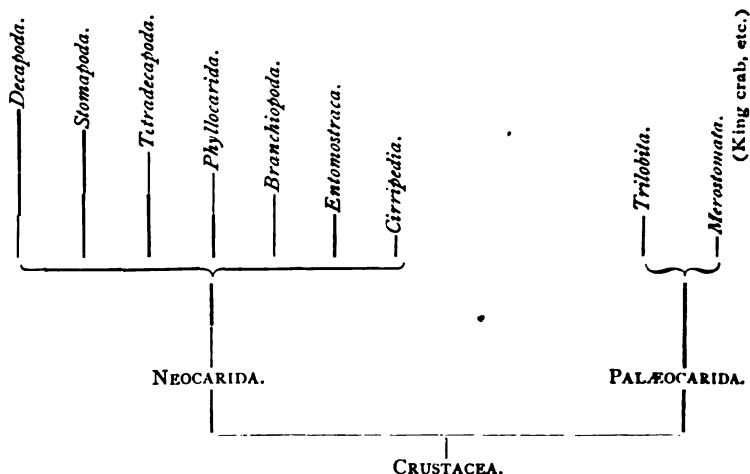 Decapoda.
Stomapoda.
Tetradecapoda.
Phyllocarida.
Branchiopoda.
Entomostraca.
Cirripedia.
Trilobita.
Merostomata.
(King crab, etc.)
NEOCARIDA.
PALÆOCARIDA.
CRUSTACEA.